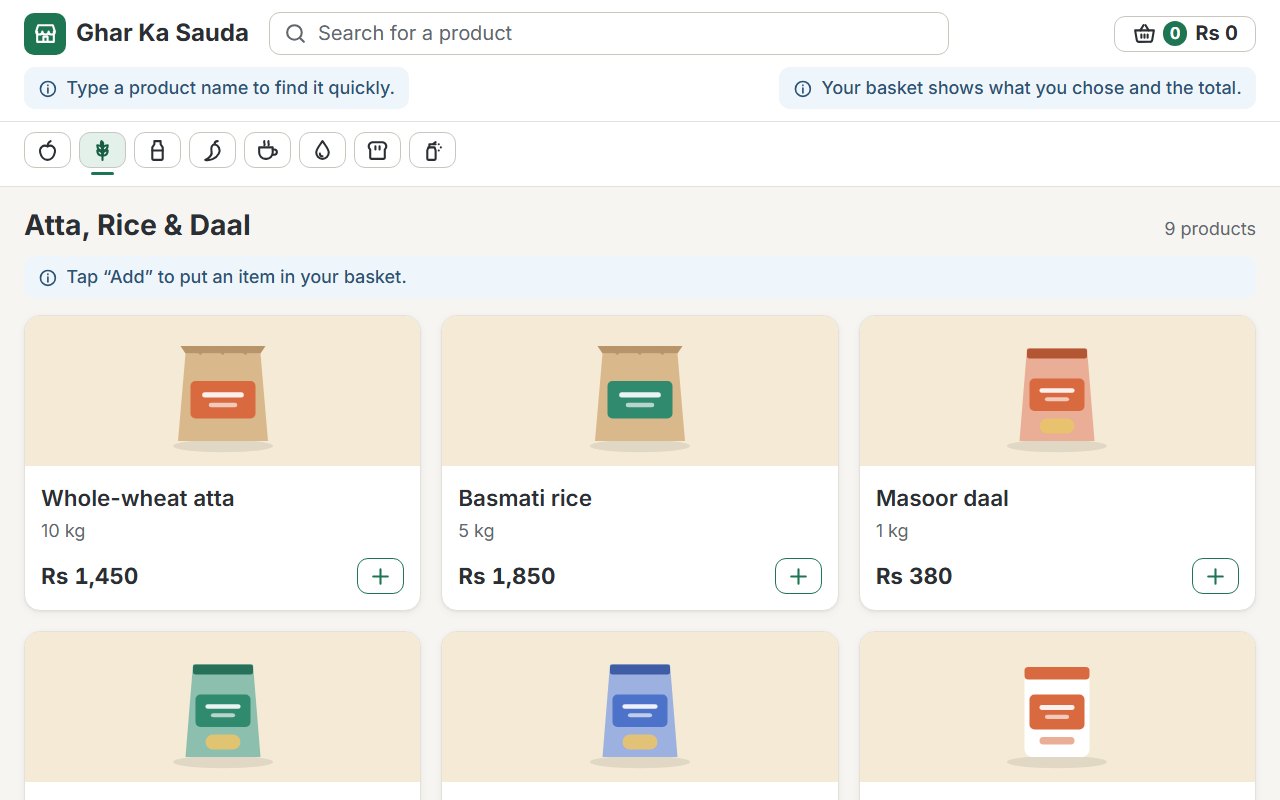 Ghar Ka Sauda
Search for a product
0 Rs 0
Type a product name to find it quickly.
Your basket shows what you chose and the total.
Atta, Rice & Daal
9 products
Tap “Add” to put an item in your basket.
Whole-wheat atta
10 kg
Rs 1,450
Basmati rice
5 kg
Rs 1,850
Masoor daal
1 kg
Rs 380